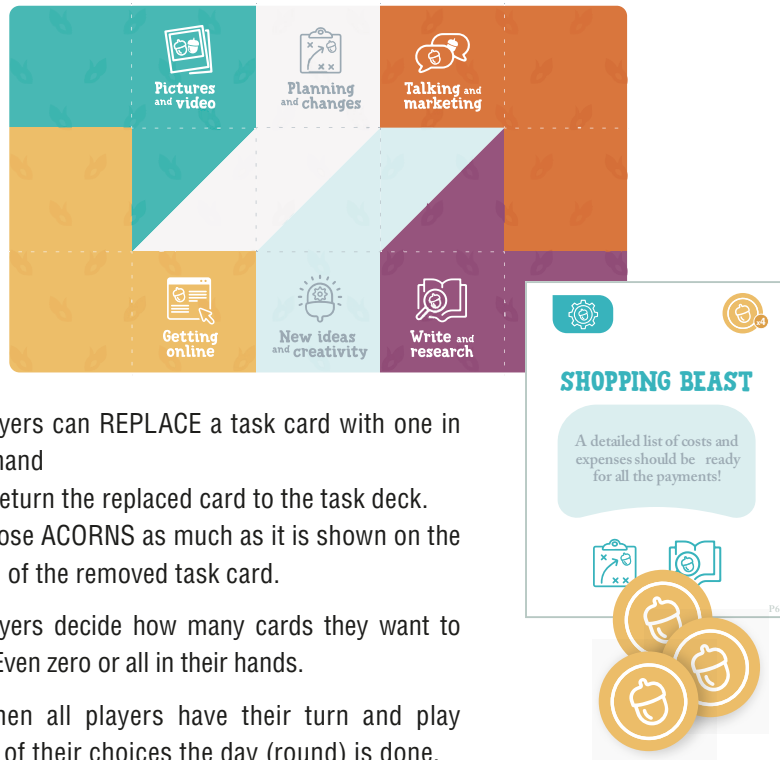 Pictures
and video
Planning
and changes
Talking and
marketing
Getting
online
New ideas
and creativity
Write and
research
x4
SHOPPING BEAST
A detailed list of costs and
expenses should be ready
for all the payments!
P6
yers can REPLACE a task card with one in
hand
eturn the replaced card to the task deck.
ose ACORNS as much as it is shown on the
of the removed task card.
yers decide how many cards they want to
Even zero or all in their hands.
hen all players have their turn and play
of their choices the day (round) is done.